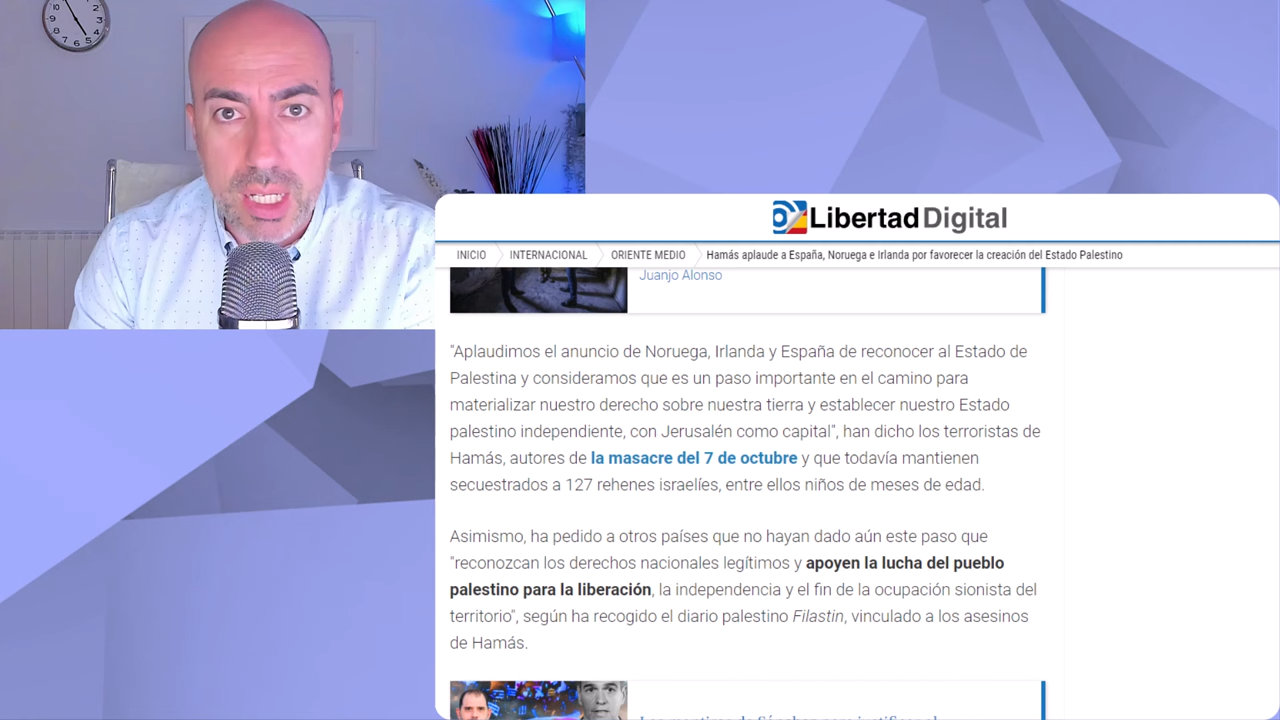 Libertad Digital
INICIO
INTERNACIONAL
ORIENTE MEDIO
Hamás aplaude a España, Noruega e Irlanda por favorecer la creación del Estado Palestino
Juanjo Alonso
"Aplaudimos el anuncio de Noruega, Irlanda y España de reconocer al Estado de
Palestina y consideramos que es un paso importante en el camino para
materializar nuestro derecho sobre nuestra tierra y establecer nuestro Estado
palestino independiente, con Jerusalén como capital", han dicho los terroristas de
Hamás, autores de la masacre del 7 de octubre y que todavía mantienen
secuestrados a 127 rehenes israelíes, entre ellos niños de meses de edad.
Asimismo, ha pedido a otros países que no hayan dado aún este paso que
"reconozcan los derechos nacionales legítimos y apoyen la lucha del pueblo
palestino para la liberación, la independencia y el fin de la ocupación sionista del
territorio", según ha recogido el diario palestino Filastin, vinculado a los asesinos
de Hamás.